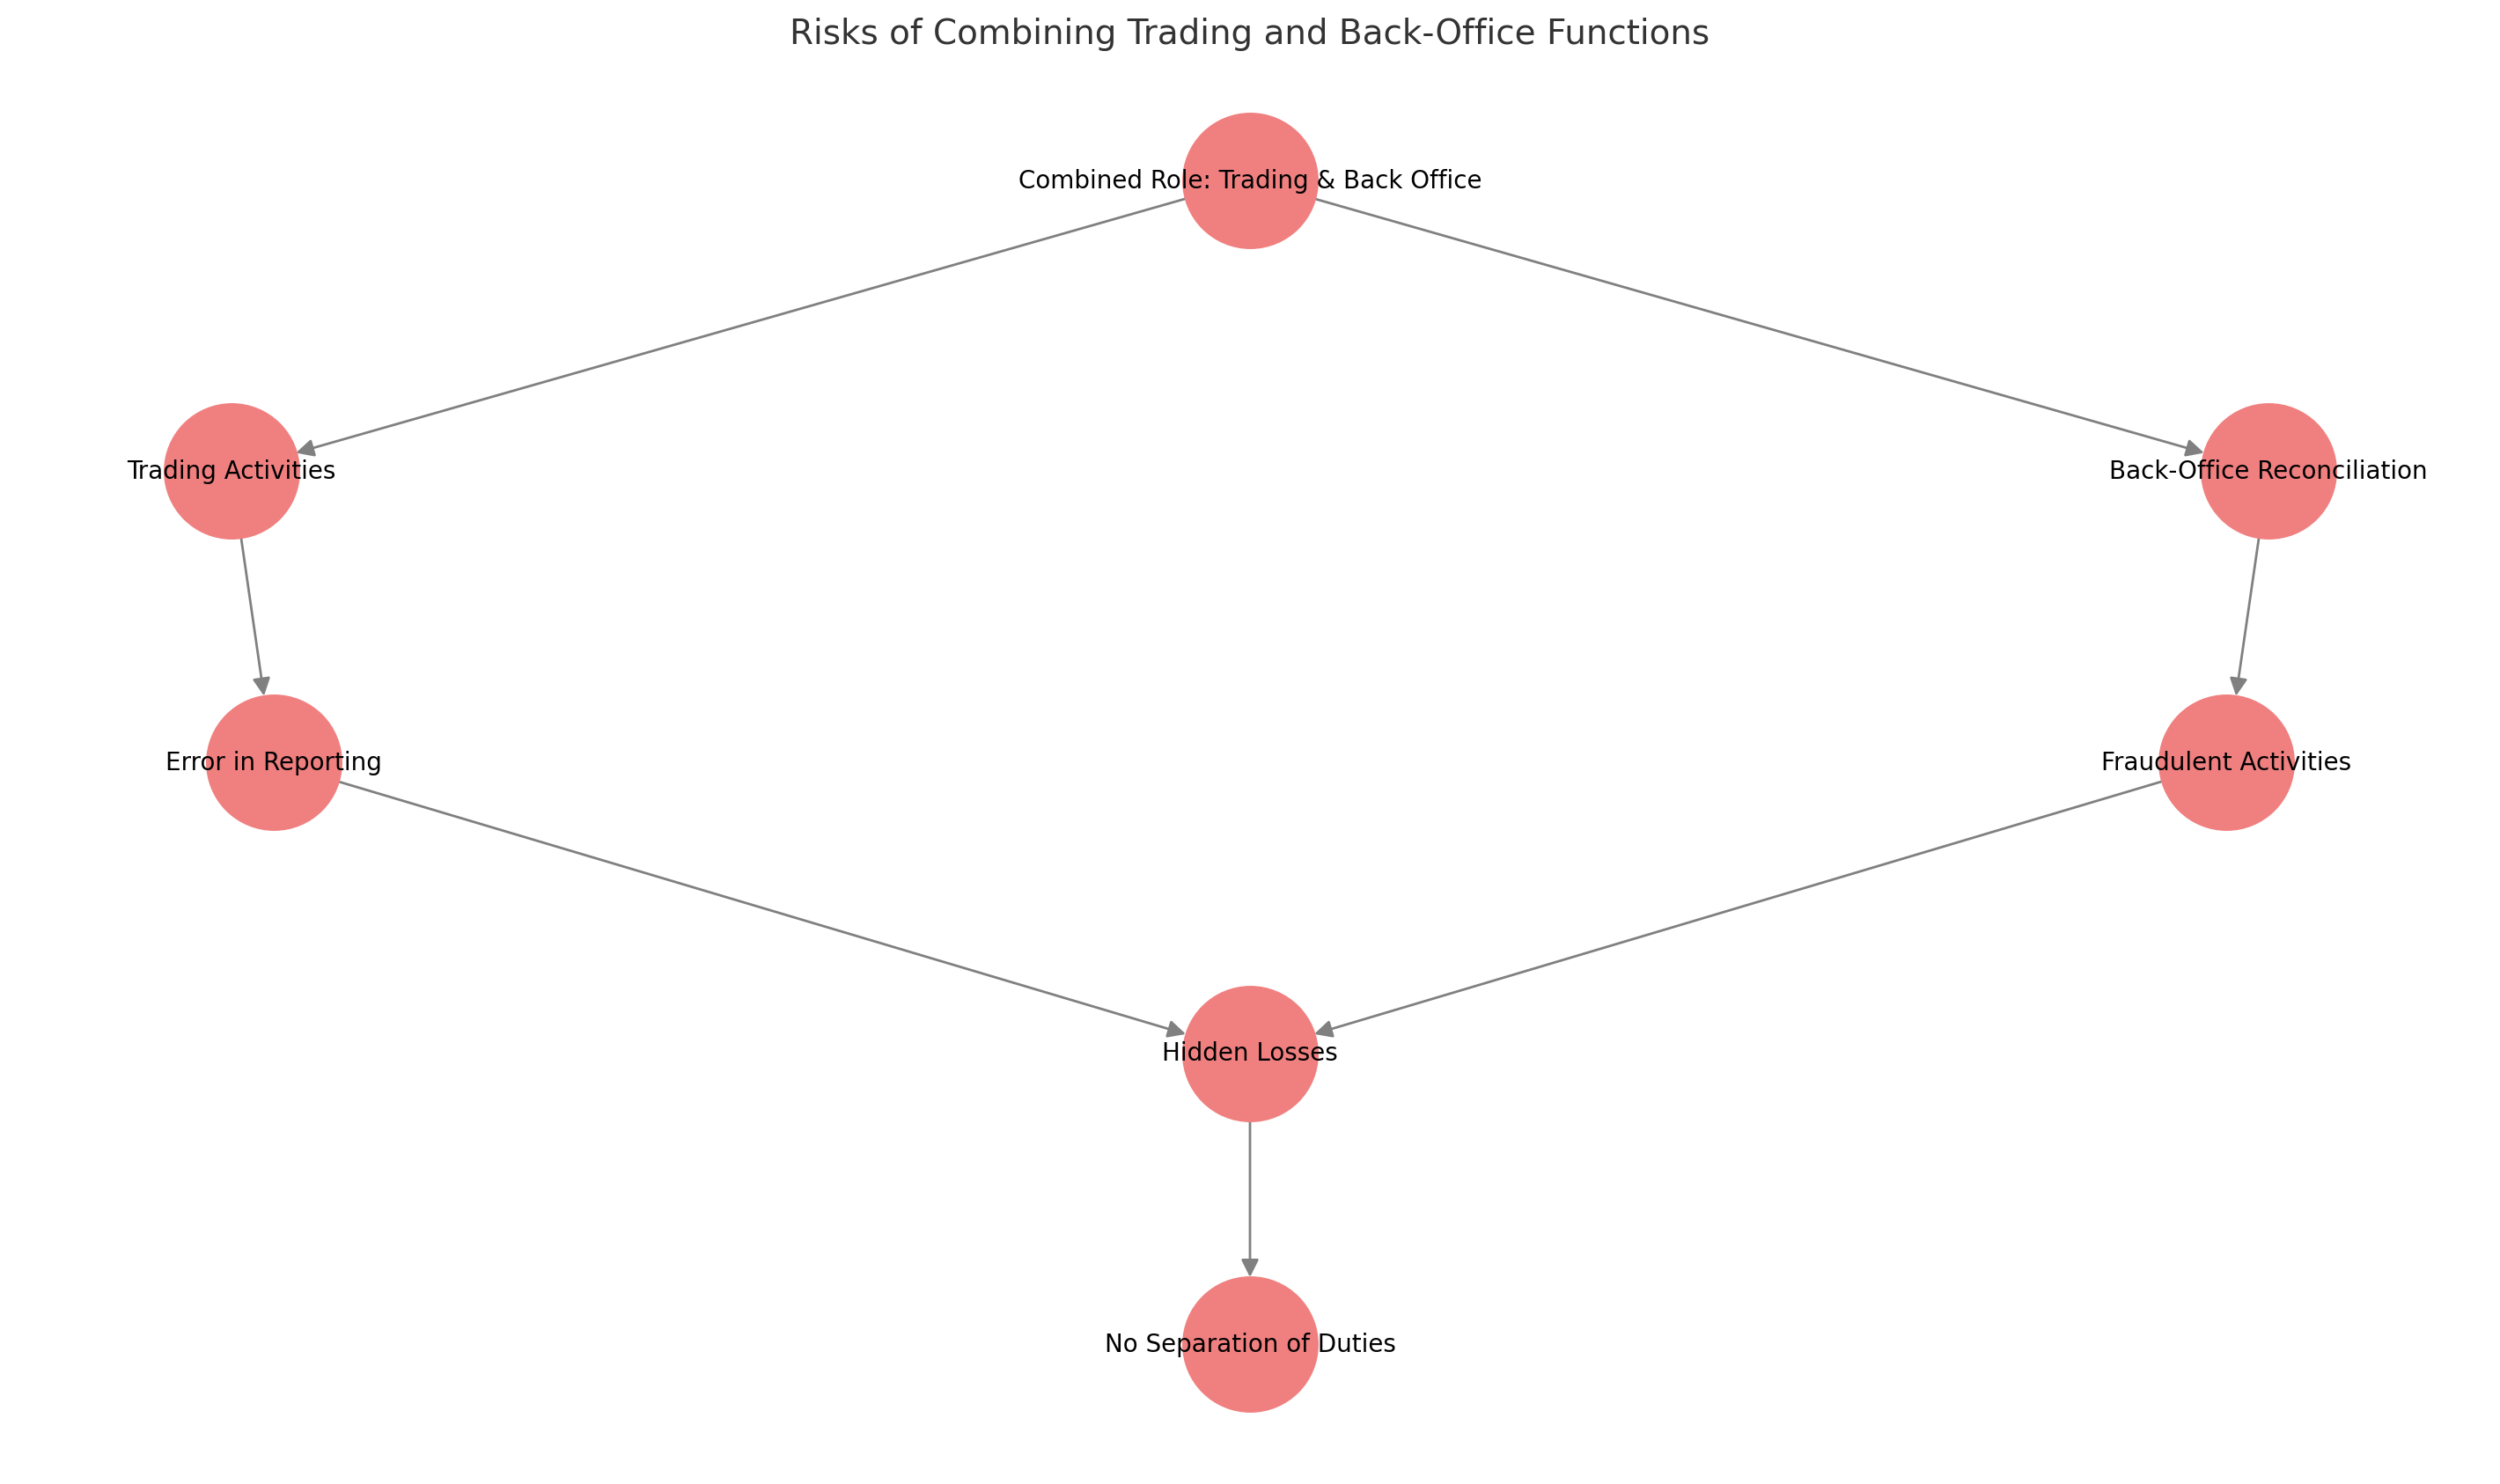 Risks of Combining Trading and Back-Office Functions
Combined Role: Trading & Back Office
Trading Activities
Back-Office Reconciliation
Error in Reporting
Fraudulent Activities
Hidden Losses
No Separation of Duties